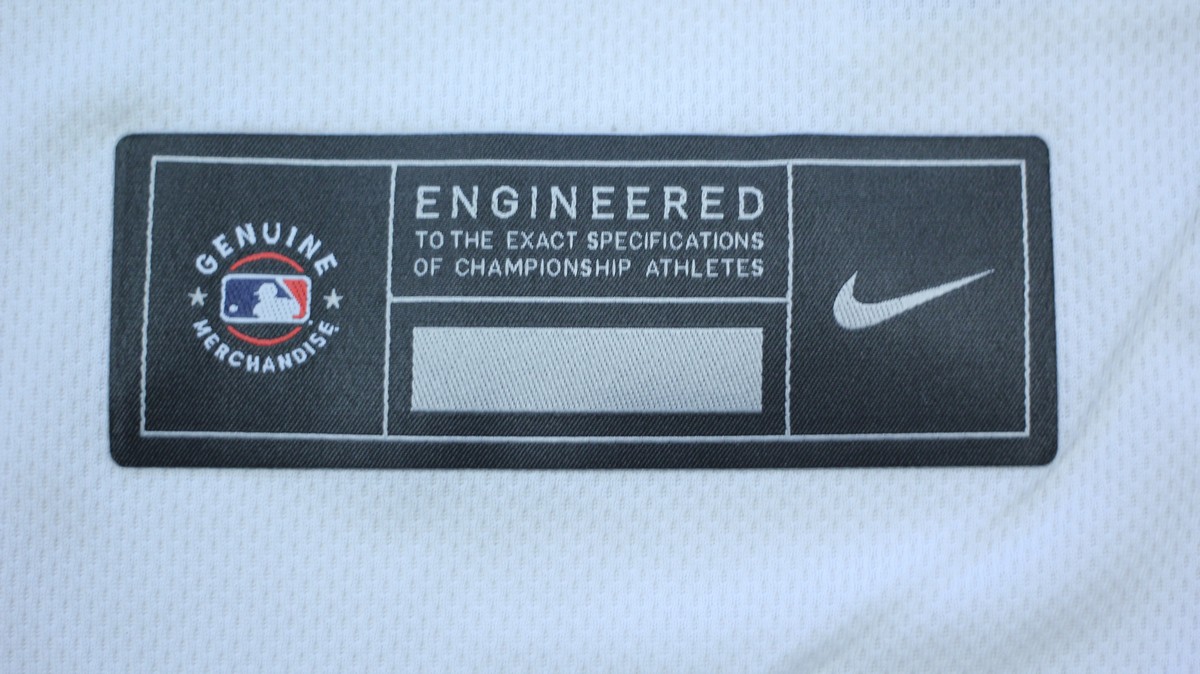 GENUINE
MERCHANDISE
ENGINEERED
TO THE EXACT SPECIFICATIONS
OF CHAMPIONSHIP ATHLETES